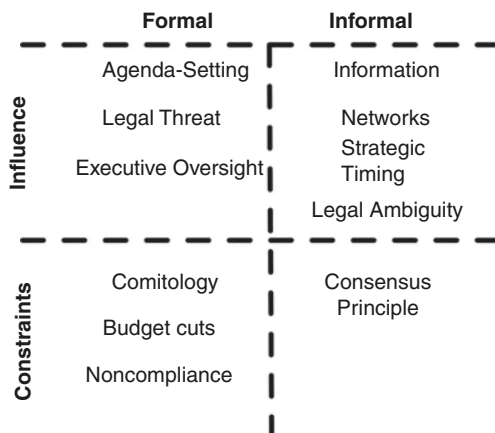 Formal
Informal
Influence
Agenda-Setting
Legal Threat
Executive Oversight
Information
Networks
Strategic
Timing
Legal Ambiguity
Constraints
Comitology
Budget cuts
Noncompliance
Consensus
Principle